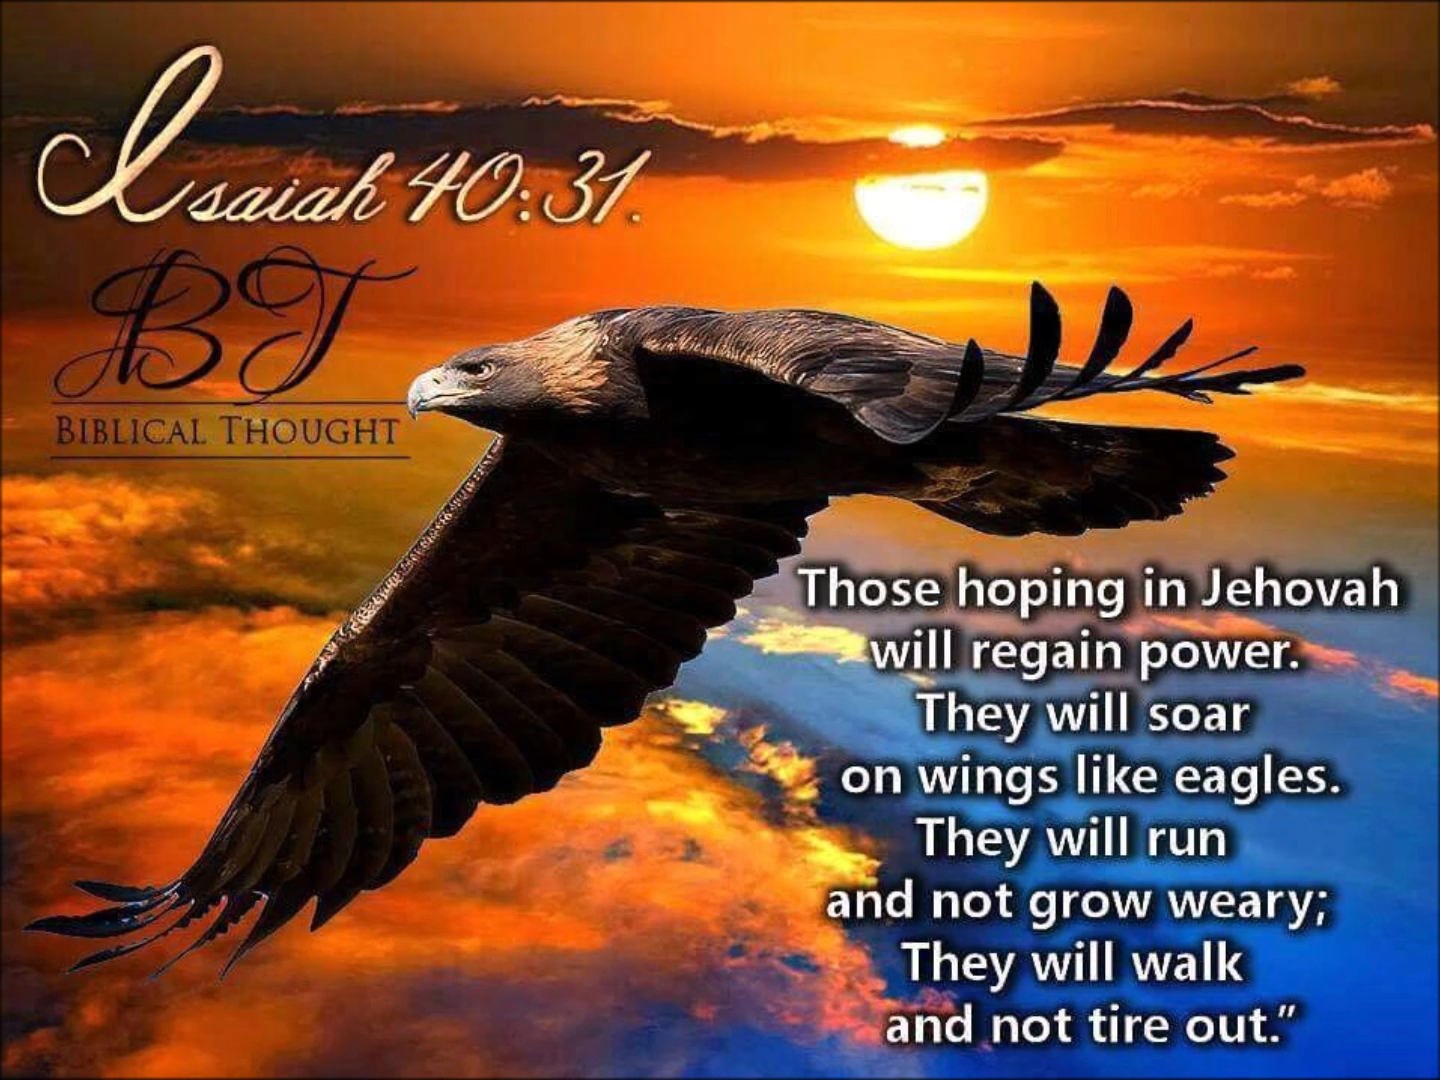 Isaiah 40:31.
BT
BIBLICAL THOUGHT
Those hoping in Jehovah
will regain power.
They will soar
on wings like eagles.
They will run
and not grow weary;
They will walk
and not tire out.”